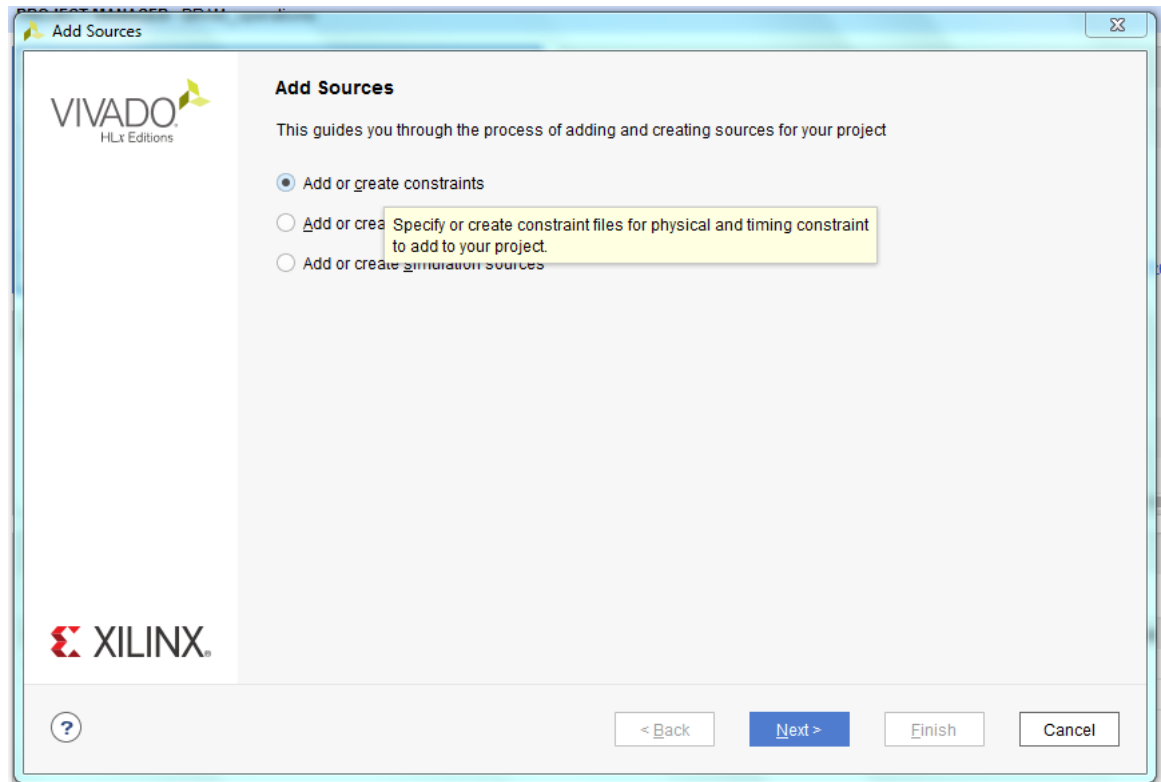 PROJECT MANAGER
Add Sources
VIVADO
HLx Editions
Add Sources
This guides you through the process of adding and creating sources for your project
Add or create constraints
Add or crea
Specify or create constraint files for physical and timing constraint
to add to your project.
Add or create simulation sources
XILINX
?
< Back
Next >
Finish
Cancel